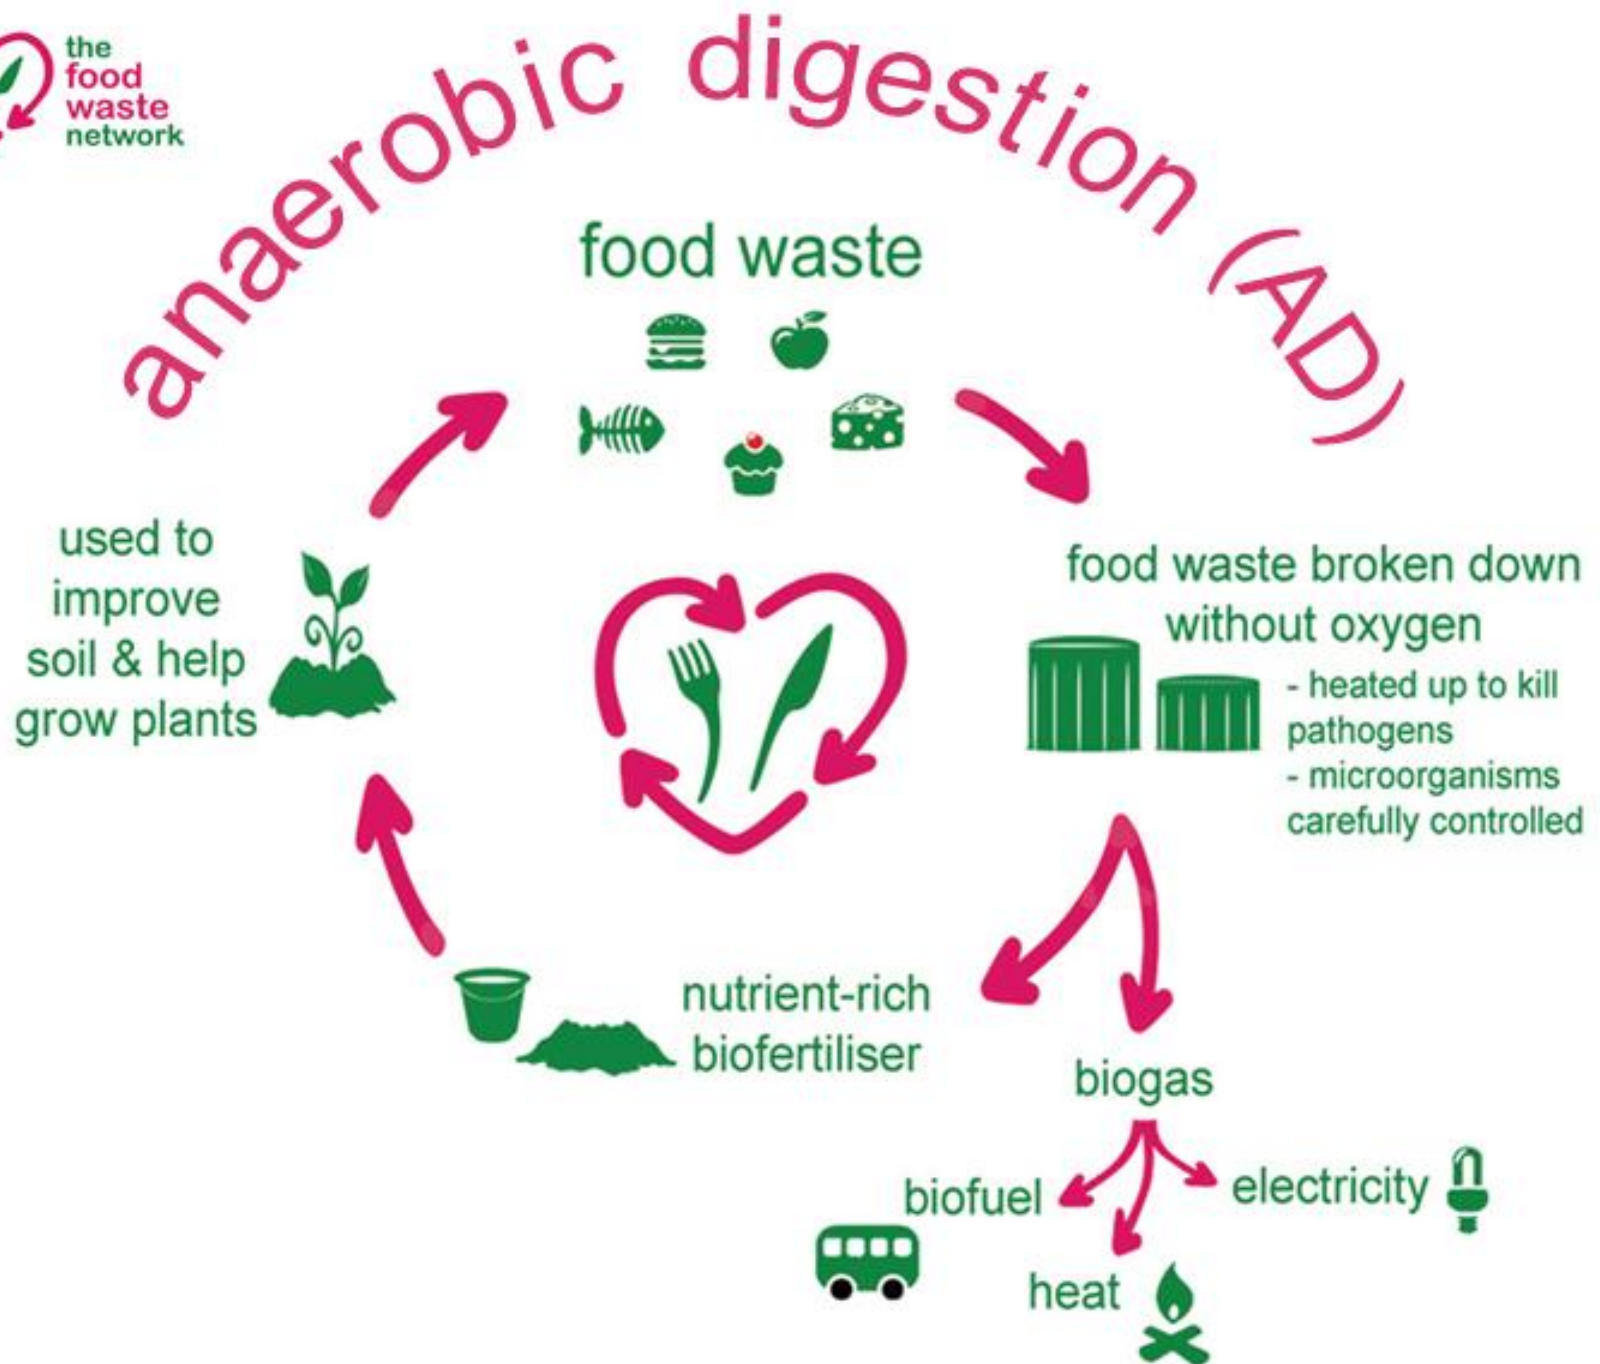 the
food
waste
network
anaerobic digestion (AD)
food waste
food waste broken down
without oxygen
- heated up to kill
pathogens
- microorganisms
carefully controlled
used to
improve
soil & help
grow plants
nutrient-rich
biofertiliser
biogas
biofuel
electricity
heat